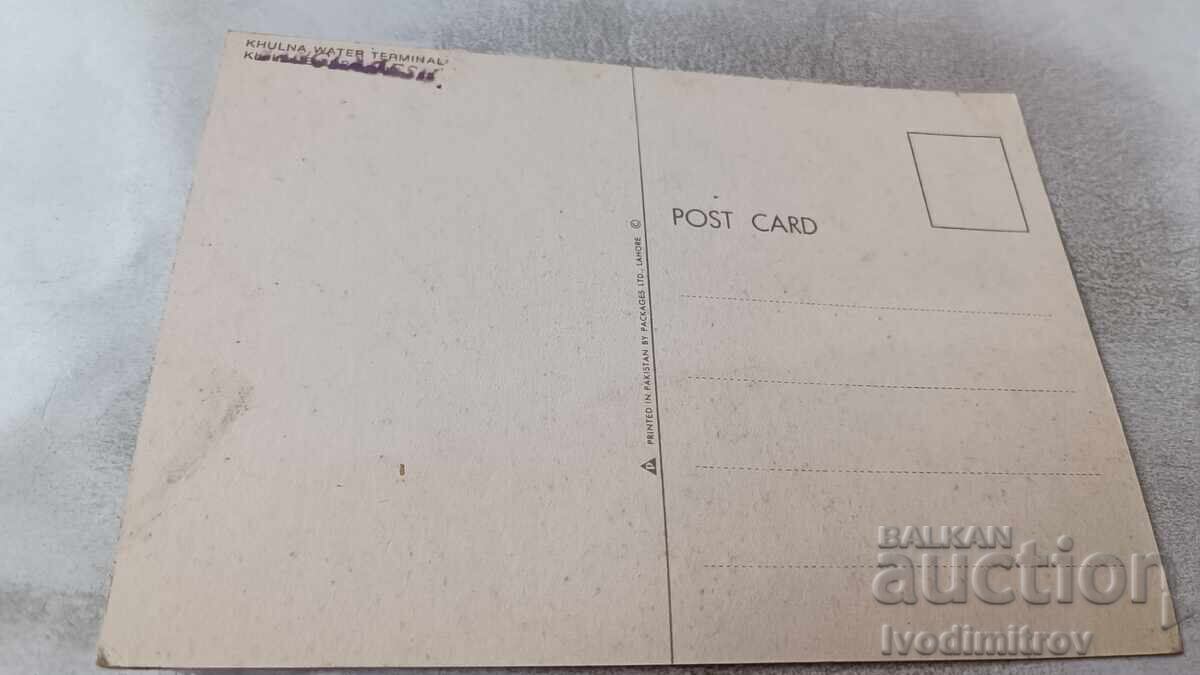 KHULNA WATER TERMINAL
POST CARD
PRINTED IN PAKISTAN BY PACKAGES LTD., LAHORE ©
BALKAN
auction
Ivodimitrov